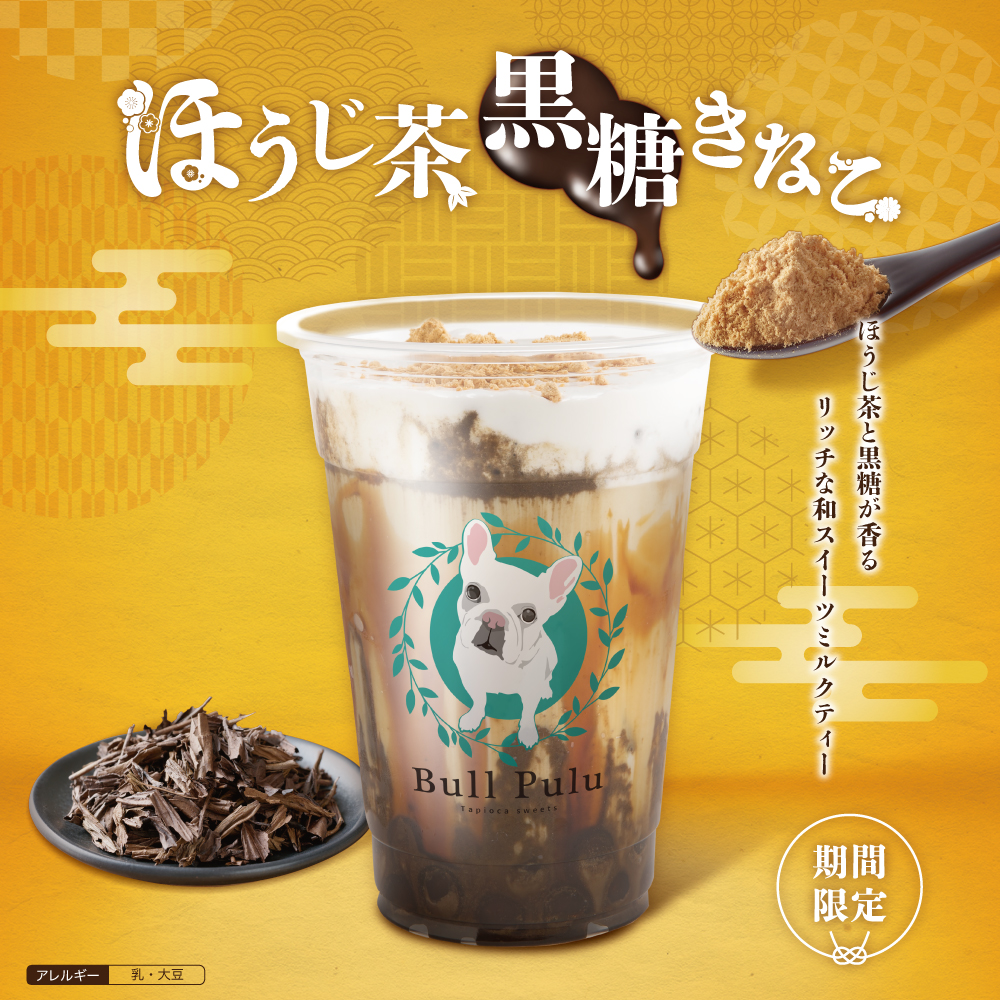 ほうじ茶黒糖きなこ
ほうじ茶と黒糖が香る
リッチな和スイーツミルクティー
Bull Pulu
Tapioca sweets
期間
限定
アレルギー 乳・大豆